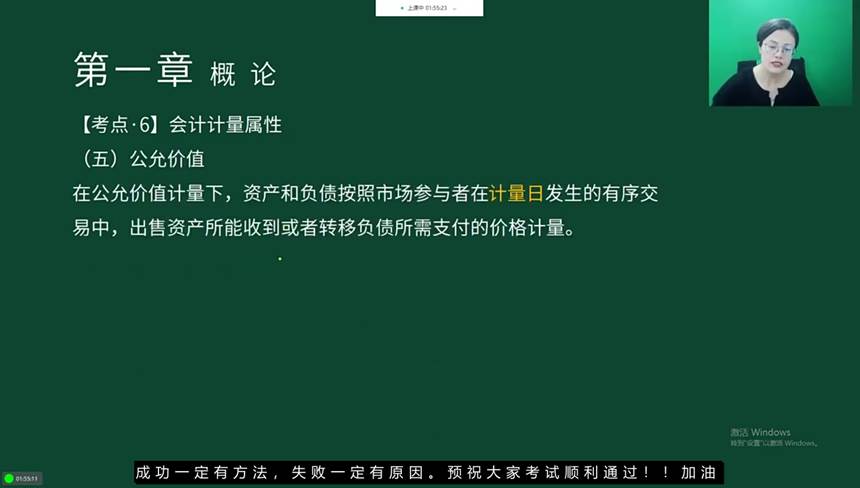 上课中 01:55:23
第一章 概 论
【考点·6】会计计量属性
（五）公允价值
在公允价值计量下，资产和负债按照市场参与者在计量日发生的有序交
易中，出售资产所能收到或者转移负债所需支付的价格计量。
激活 Windows
转到"设置"以激活 Windows。
01:55:11
成功一定有方法，失败一定有原因。预祝大家考试顺利通过！！加油